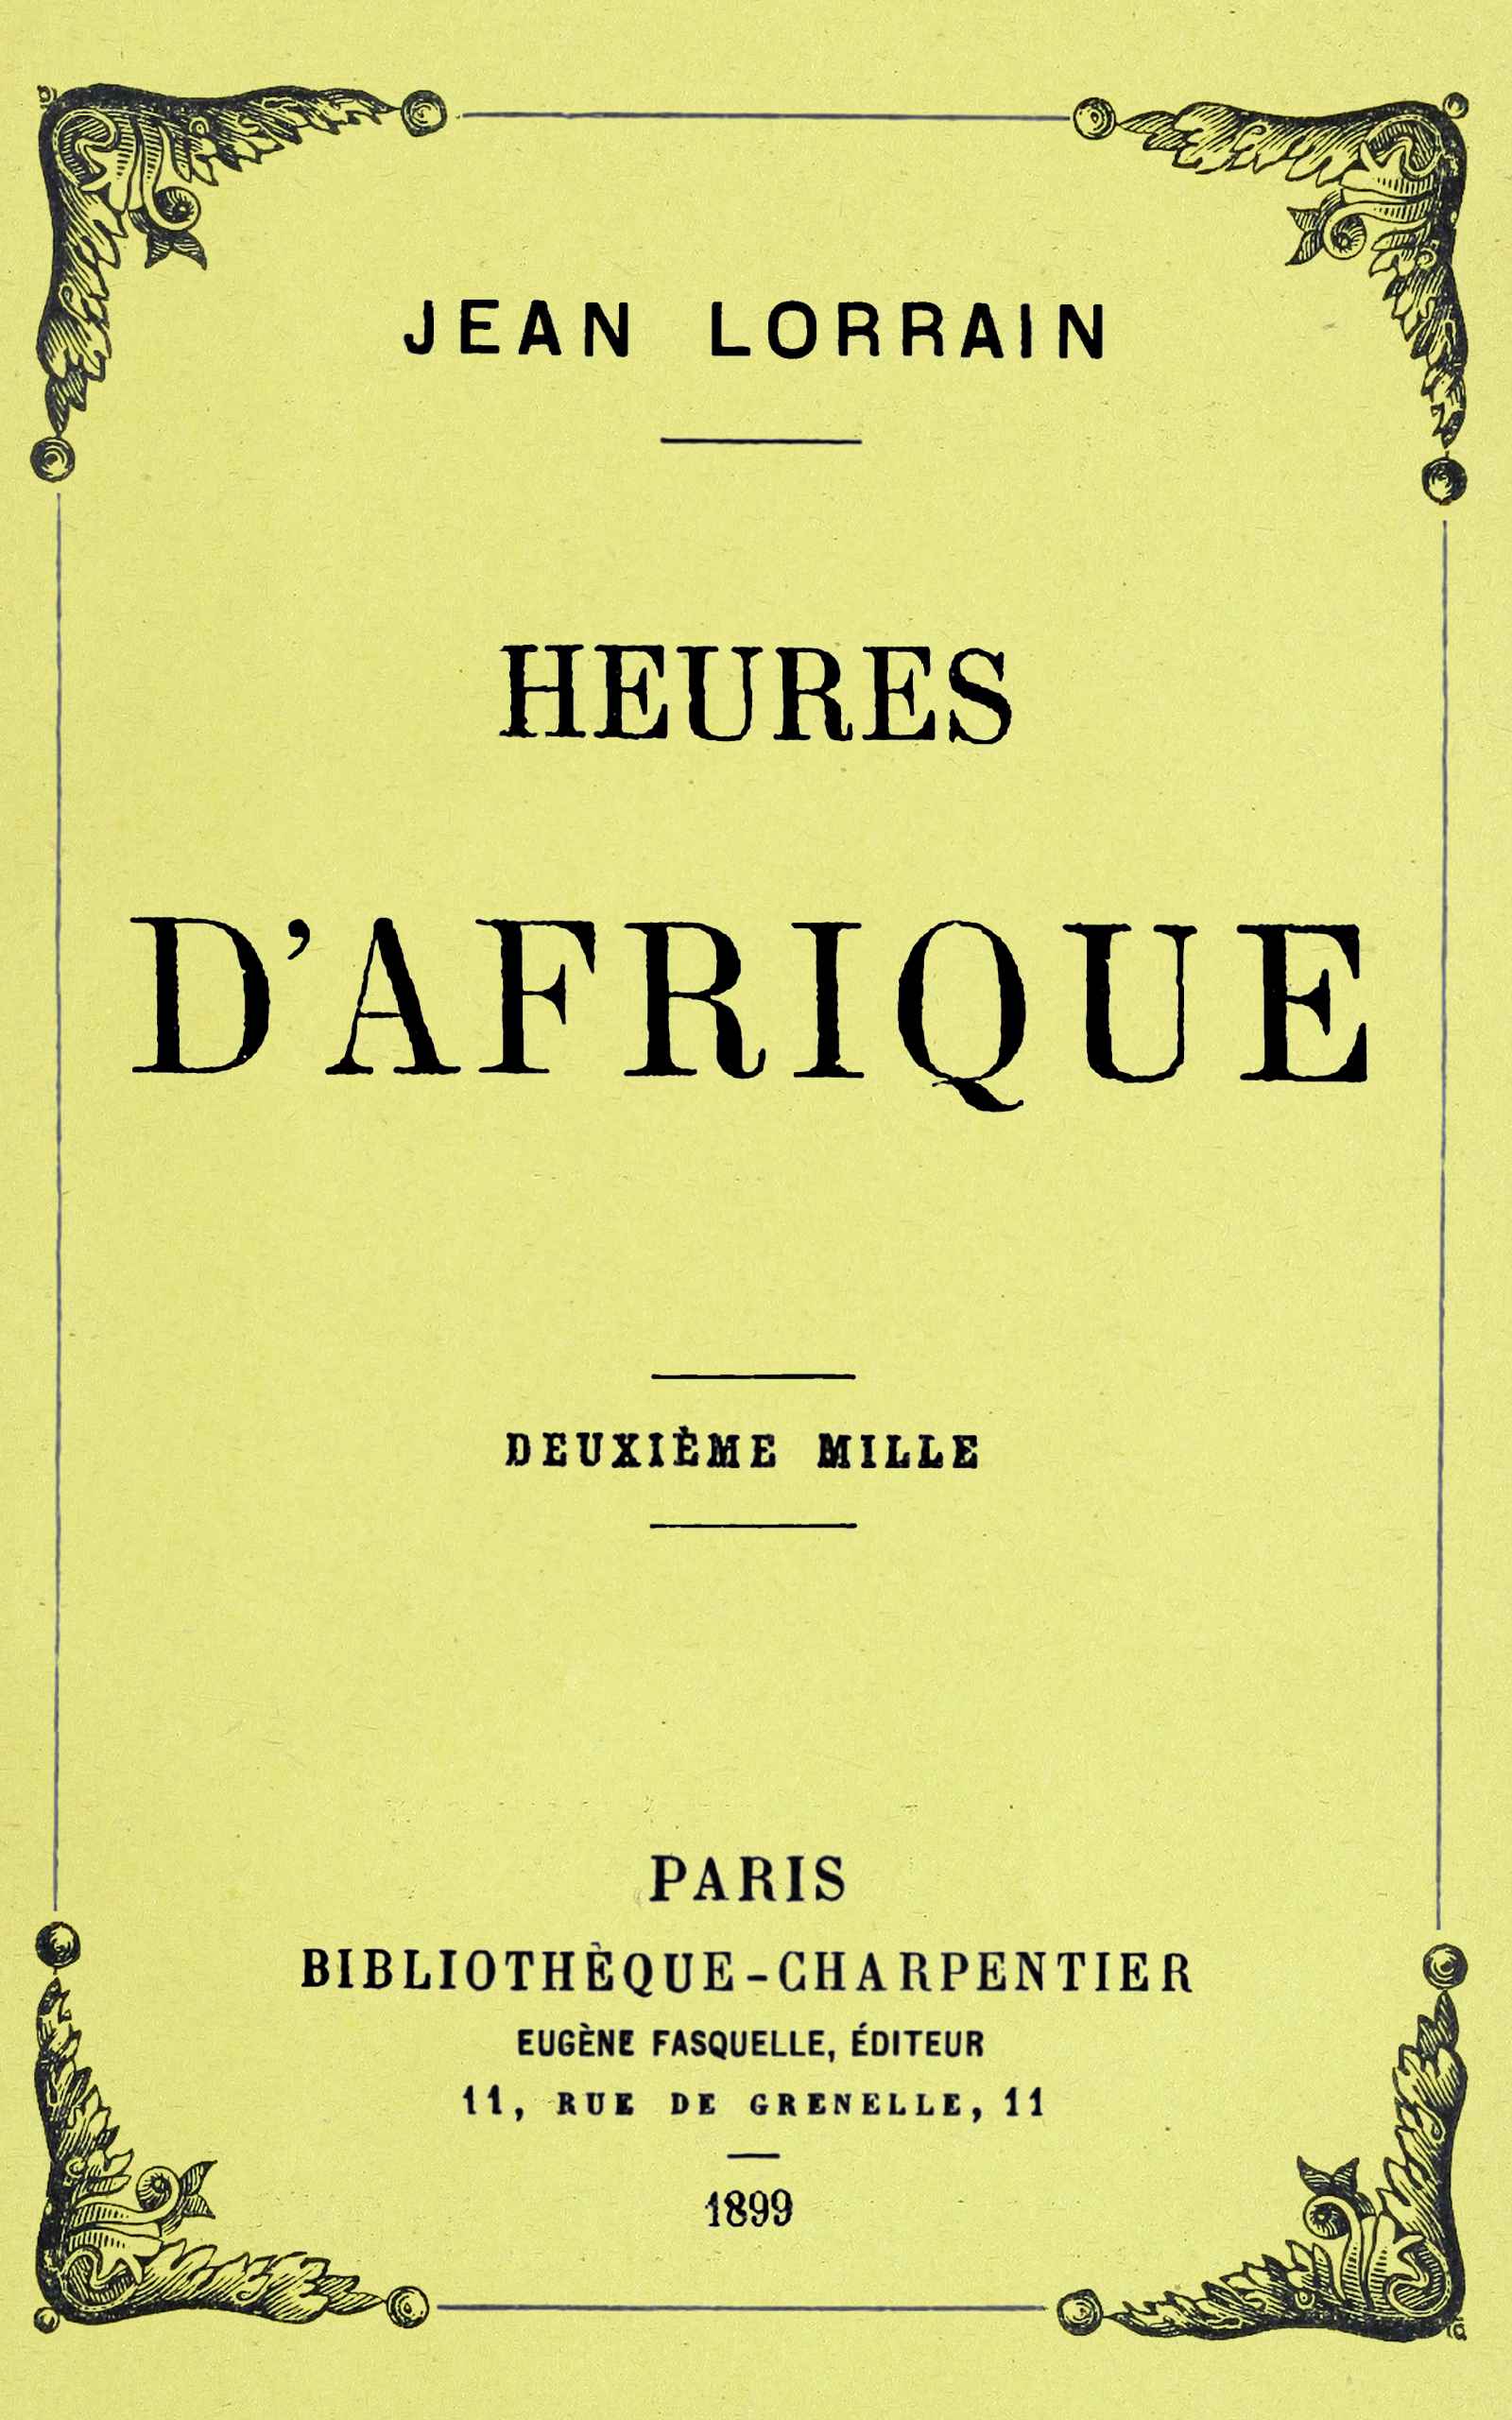 JEAN LORRAIN
HEURES
D'AFRIQUE
DEUXIÈME MILLE
PARIS
BIBLIOTHÈQUE-CHARPENTIER
EUGÈNE FASQUELLE, ÉDITEUR
11, RUE DE GRENELLE, 11
1899